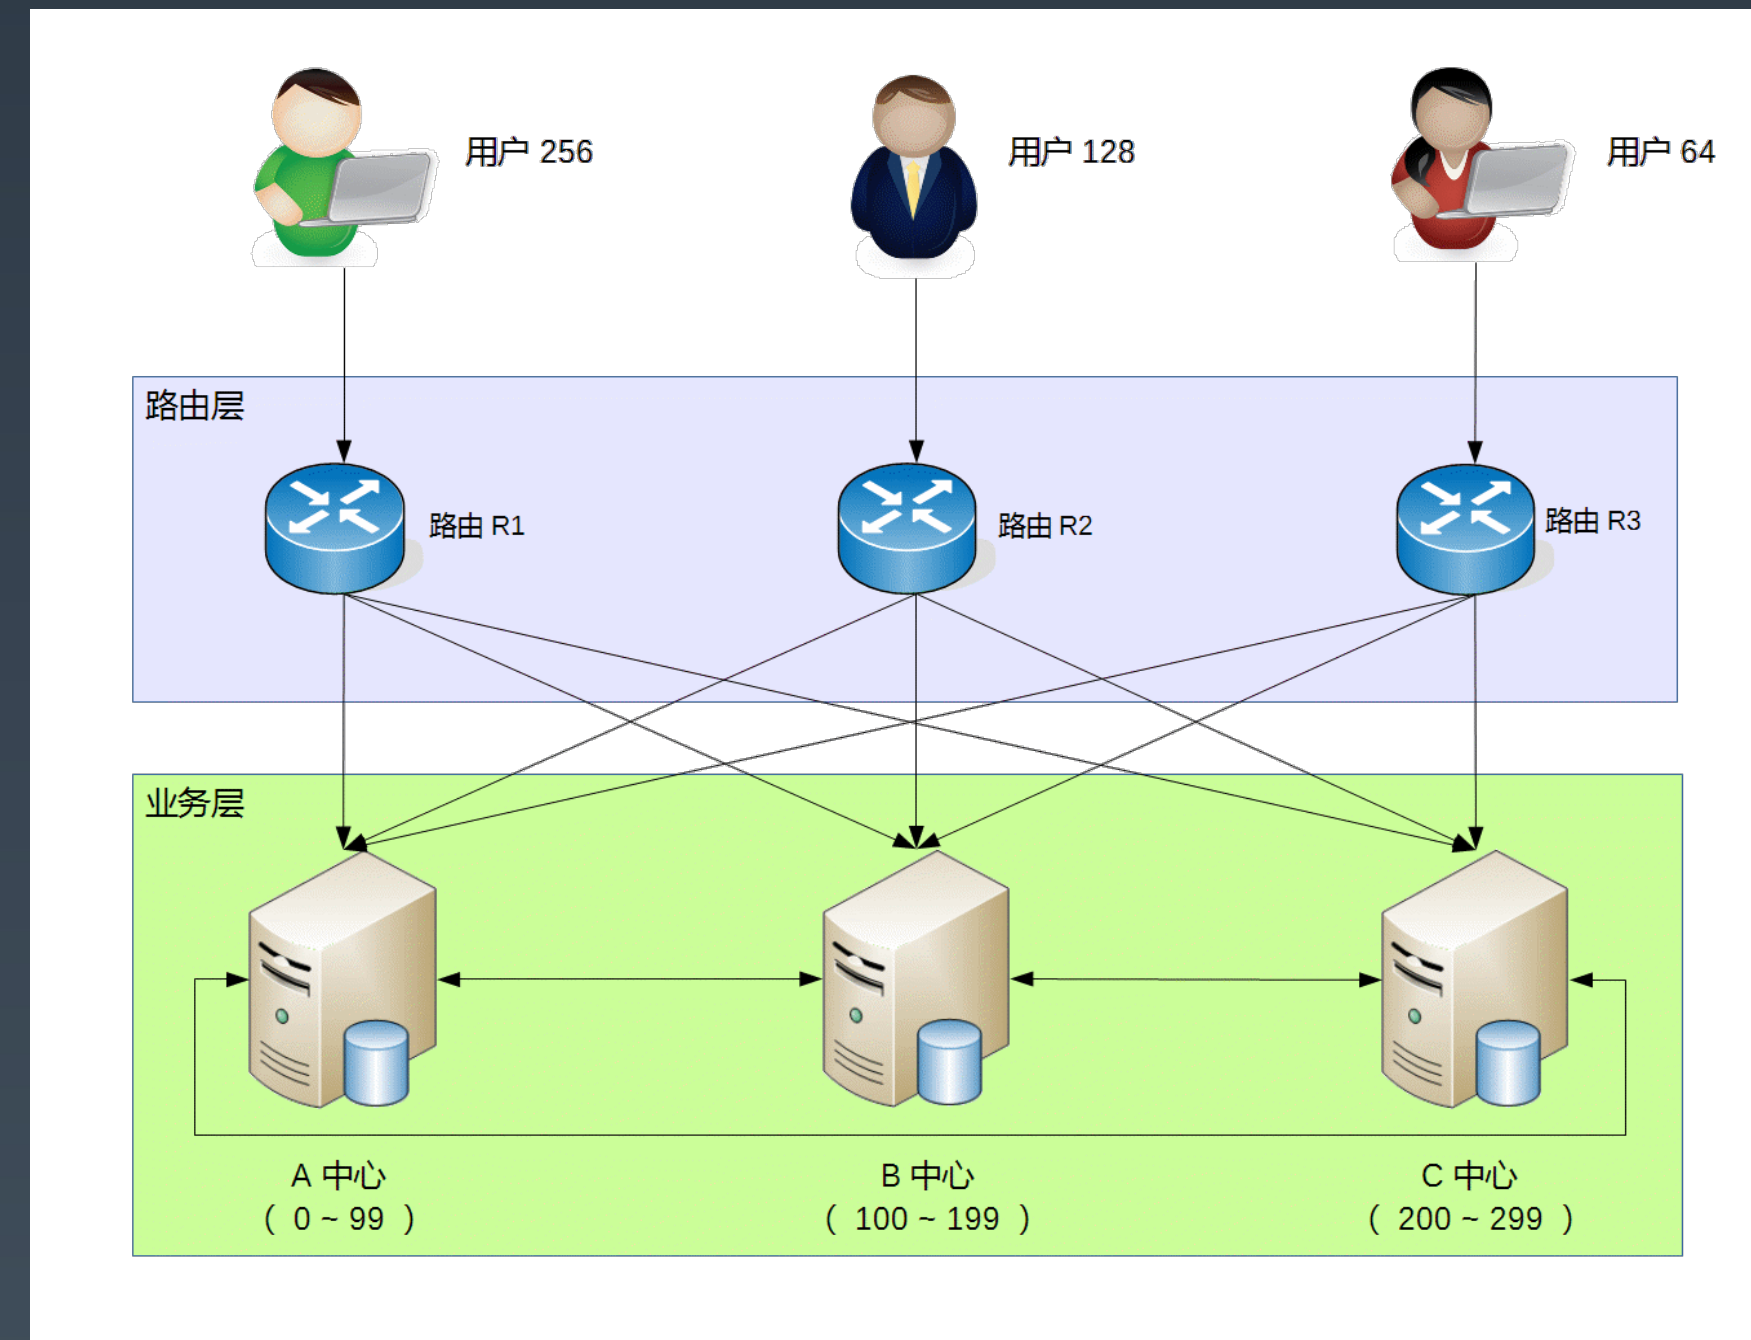 用户 256
用户 128
用户 64
路由层
路由 R1
路由 R2
路由 R3
业务层
A 中心
( 0 ~ 99 )
B 中心
( 100 ~ 199 )
C 中心
( 200 ~ 299 )